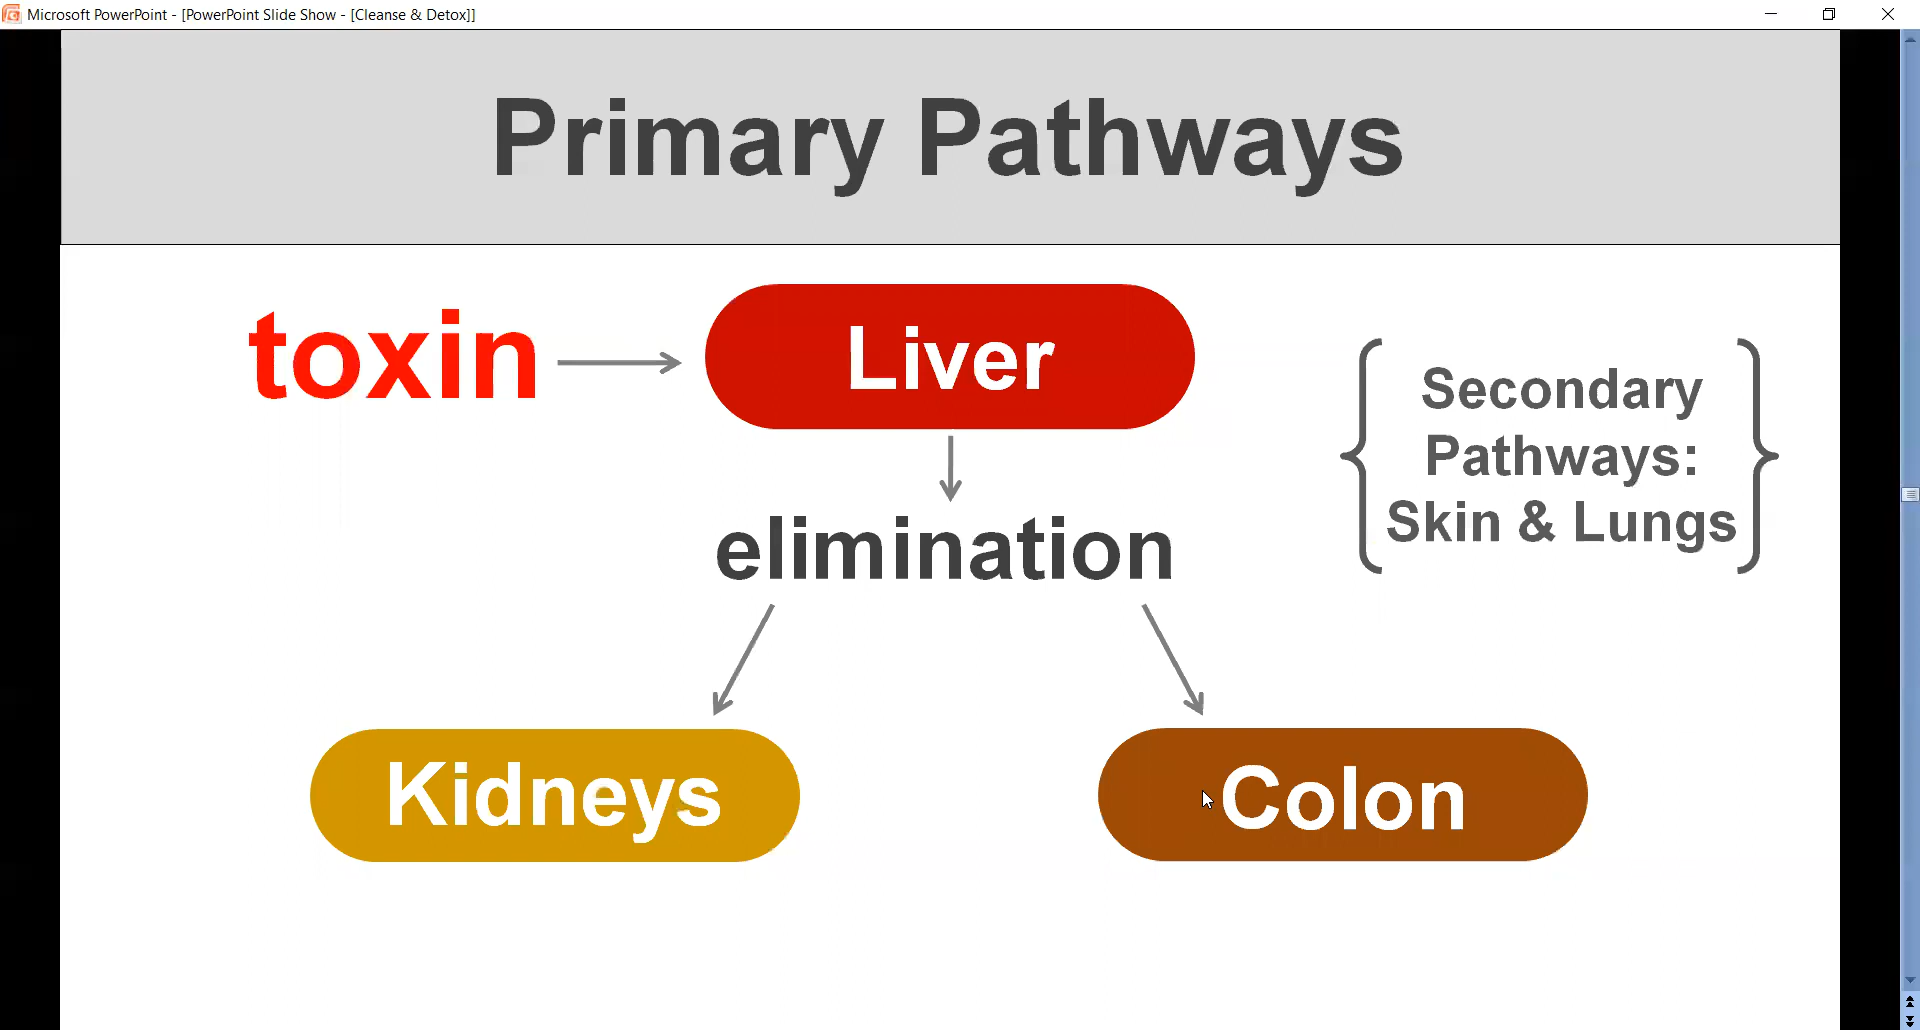 Microsoft PowerPoint - [PowerPoint Slide Show - [Cleanse & Detox]]
Primary Pathways
toxin
Liver
Secondary
Pathways:
Skin & Lungs
elimination
Kidneys
Colon